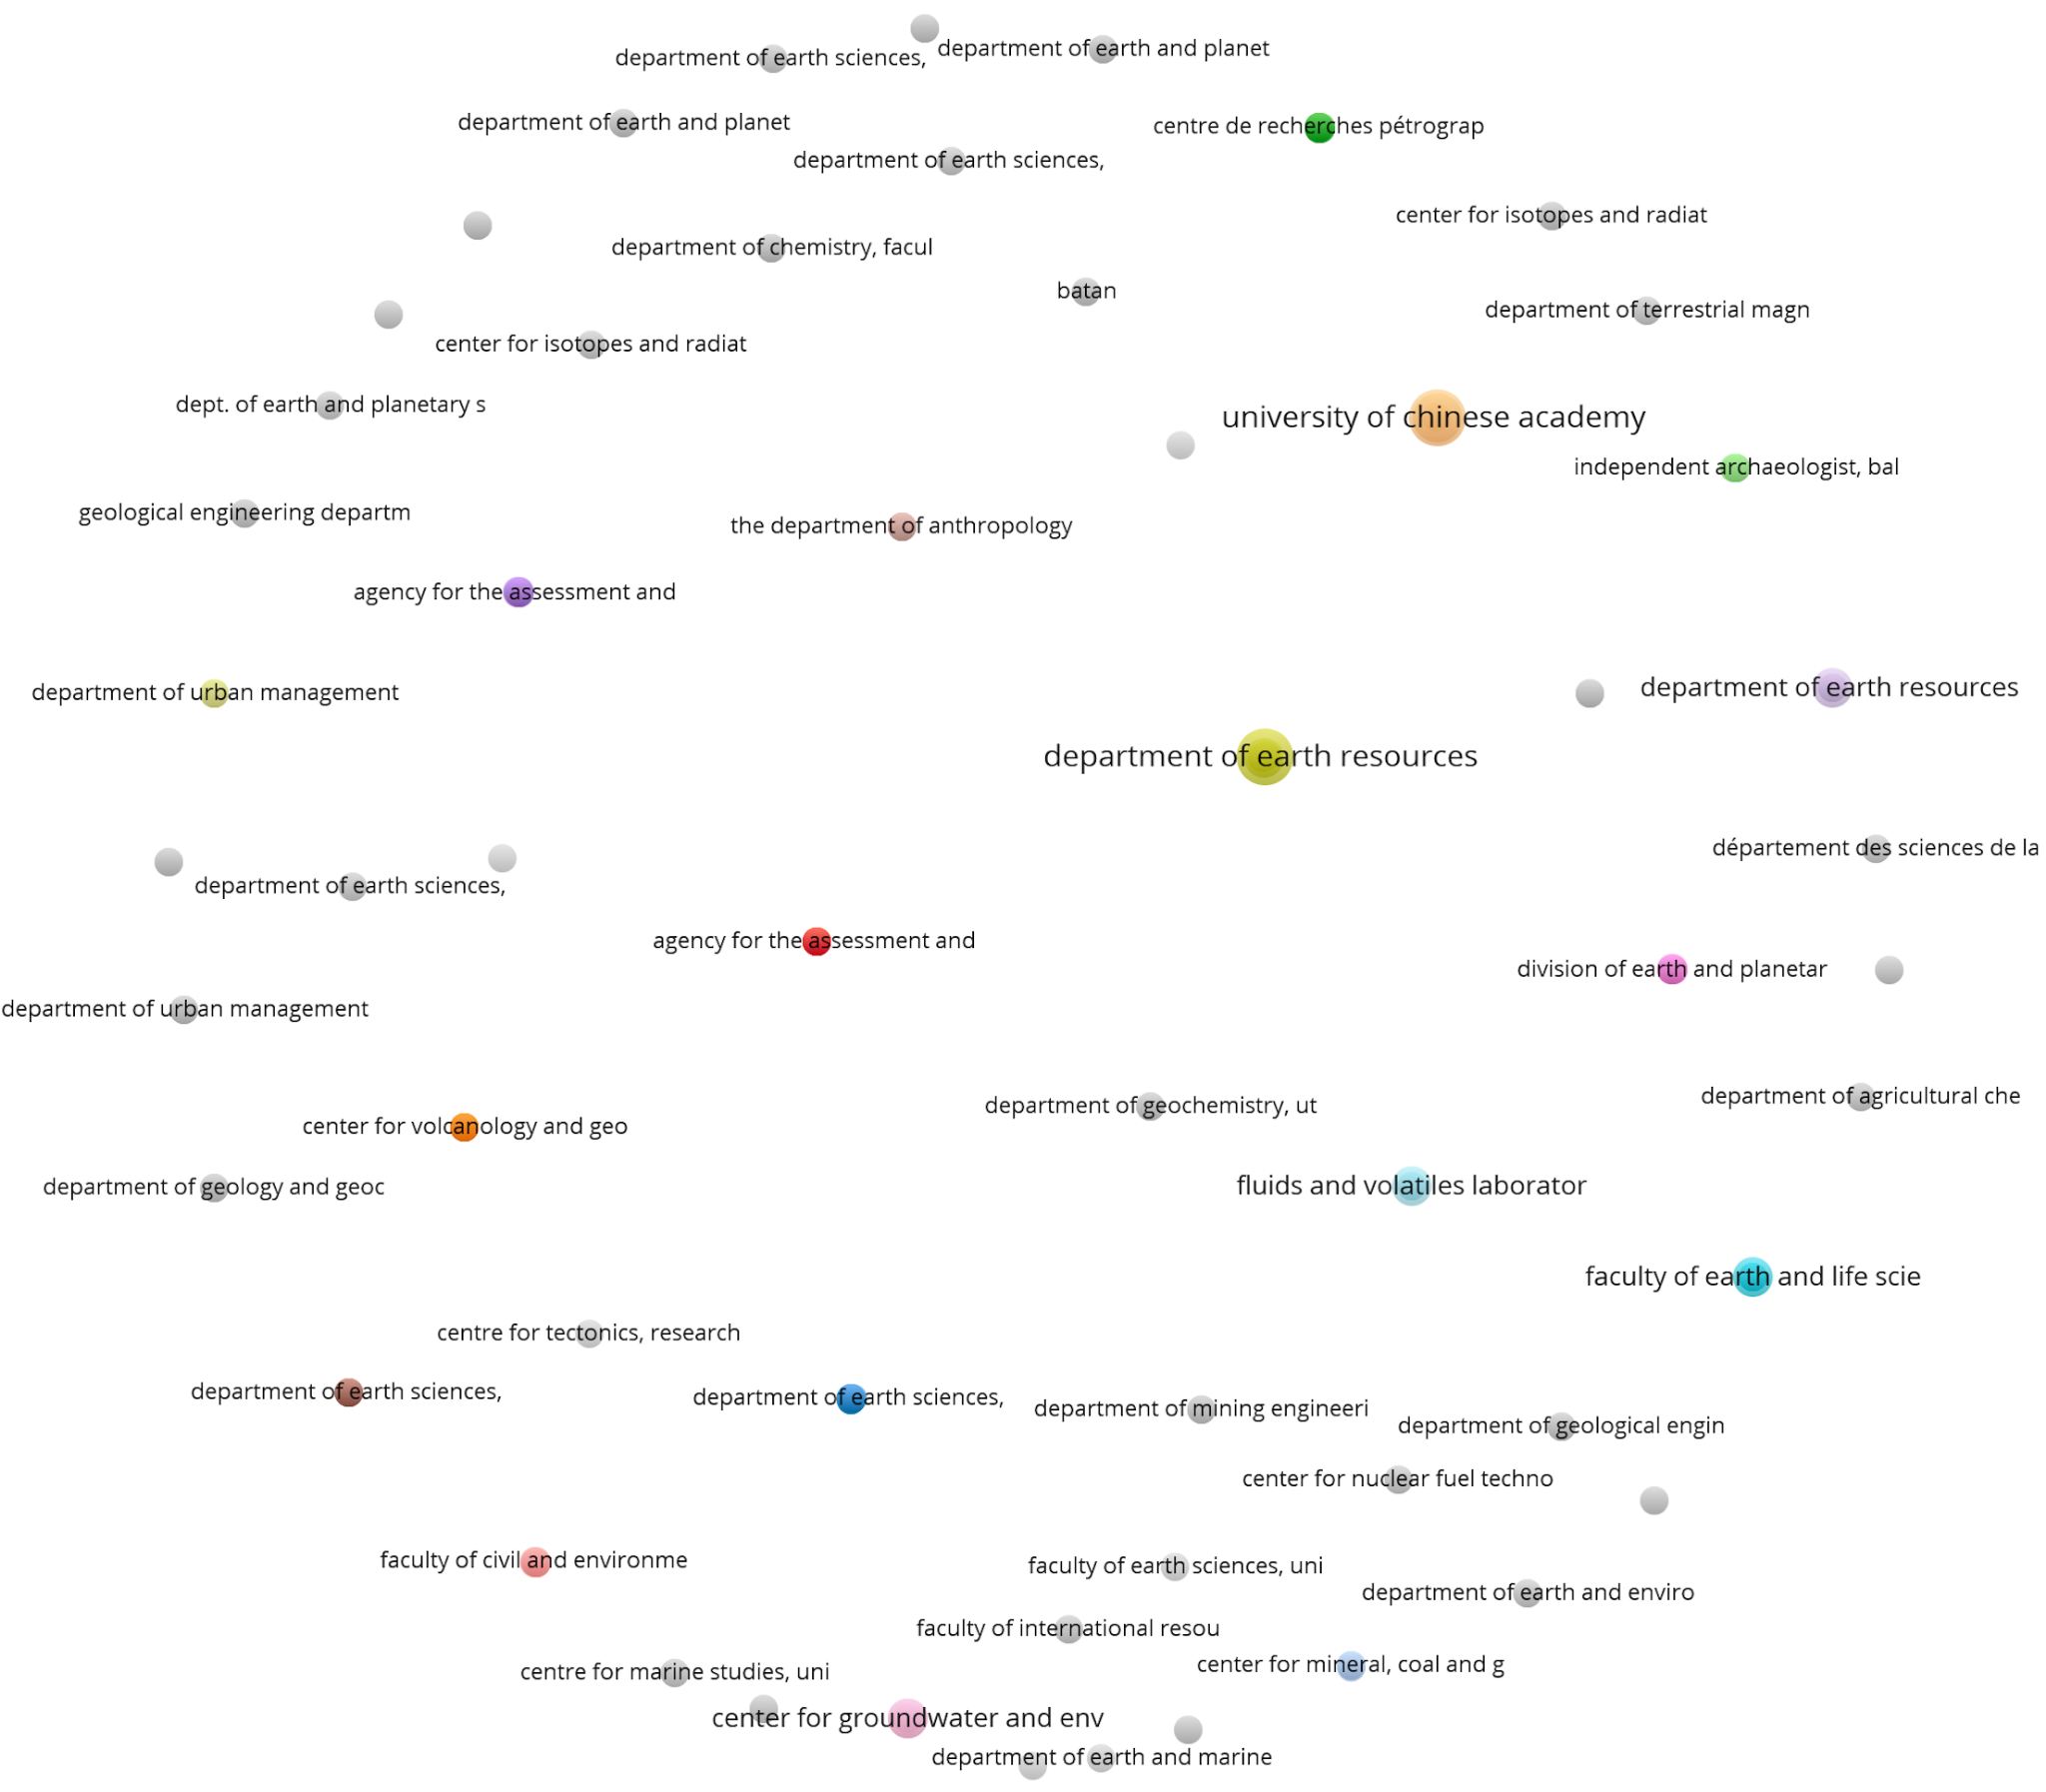 department of earth and planet
department of earth sciences,
department of earth and planet
centre de recherches pétrograp
department of earth sciences,
center for isotopes and radiat
department of chemistry, facul
batan
department of terrestrial magn
center for isotopes and radiat
dept. of earth and planetary s
university of chinese academy
independent archaeologist, bal
geological engineering departm
the department of anthropology
agency for the assessment and
department of urban management
department of earth resources
department of earth resources
département des sciences de la
department of earth sciences,
agency for the assessment and
division of earth and planetar
department of urban management
department of agricultural che
department of geochemistry, ut
center for volcanology and geo
department of geology and geoc
fluids and volatiles laborator
faculty of earth and life scie
centre for tectonics, research
department of earth sciences,
department of earth sciences,
department of mining engineeri
department of geological engin
center for nuclear fuel techno
faculty of civil and environme
faculty of earth sciences, uni
department of earth and enviro
faculty of international resou
center for mineral, coal and g
centre for marine studies, uni
center for groundwater and env
department of earth and marine